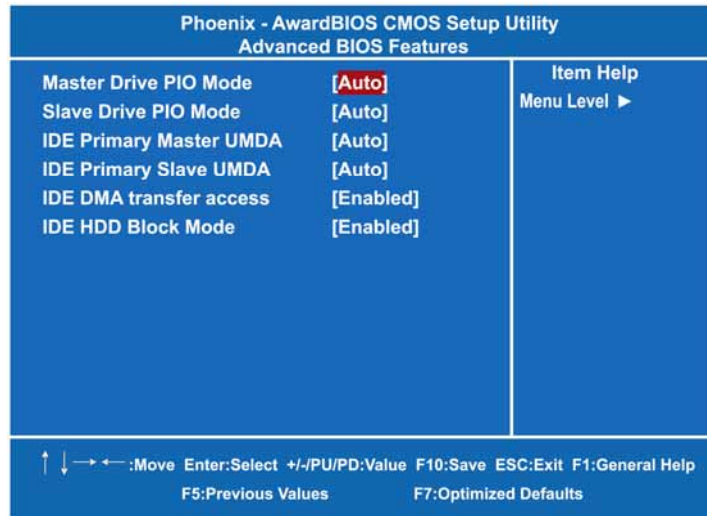 Phoenix - AwardBIOS CMOS Setup Utility
Advanced BIOS Features
Master Drive PIO Mode [Auto]
Slave Drive PIO Mode [Auto]
IDE Primary Master UMDA [Auto]
IDE Primary Slave UMDA [Auto]
IDE DMA transfer access [Enabled]
IDE HDD Block Mode [Enabled]
Item Help
Menu Level ►
↑ ↓ → ← :Move Enter:Select +/-/PU/PD:Value F10:Save ESC:Exit F1:General Help
F5:Previous Values F7:Optimized Defaults